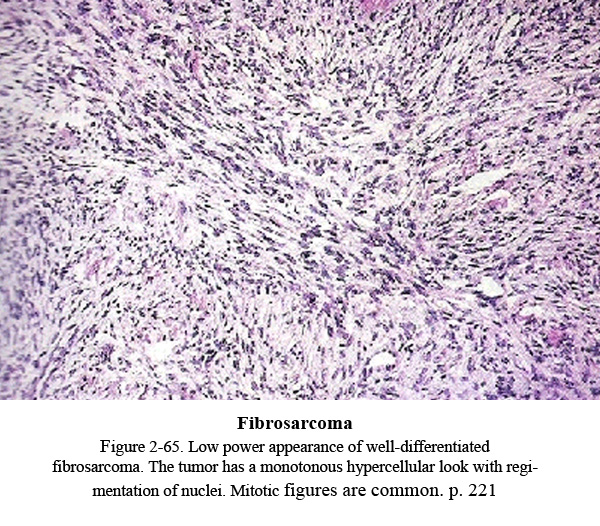 Fibrosarcoma
Figure 2-65. Low power appearance of well-differentiated
fibrosarcoma. The tumor has a monotonous hypercellular look with regi-
mentation of nuclei. Mitotic figures are common. p. 221